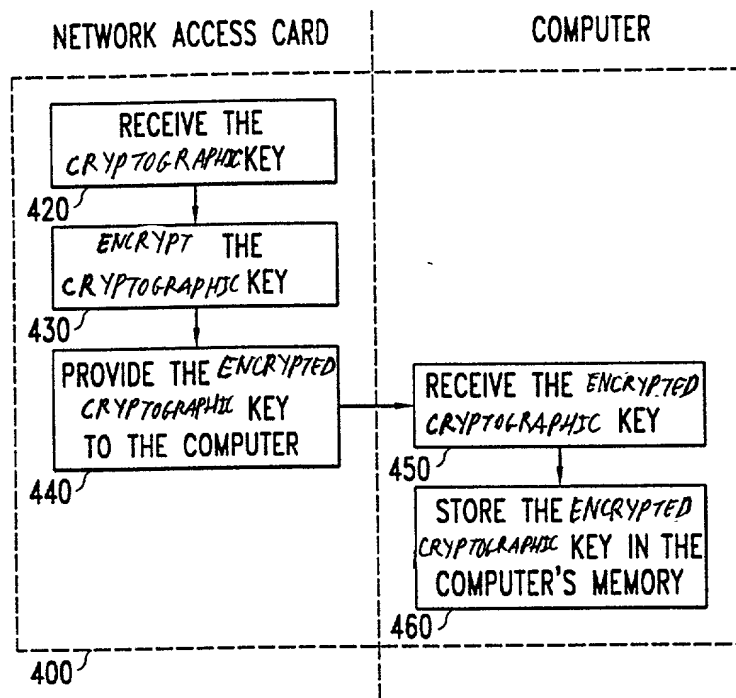 NETWORK ACCESS CARD
COMPUTER
RECEIVE THE
CRYPTOGRAPHIC KEY
420
ENCRYPT THE
CRYPTOGRAPHIC KEY
430
PROVIDE THE ENCRYPTED
CRYPTOGRAPHIC KEY
TO THE COMPUTER
440
RECEIVE THE ENCRYPTED
CRYPTOGRAPHIC KEY
450
STORE THE ENCRYPTED
CRYPTOGRAPHIC KEY IN THE
COMPUTER'S MEMORY
460
400